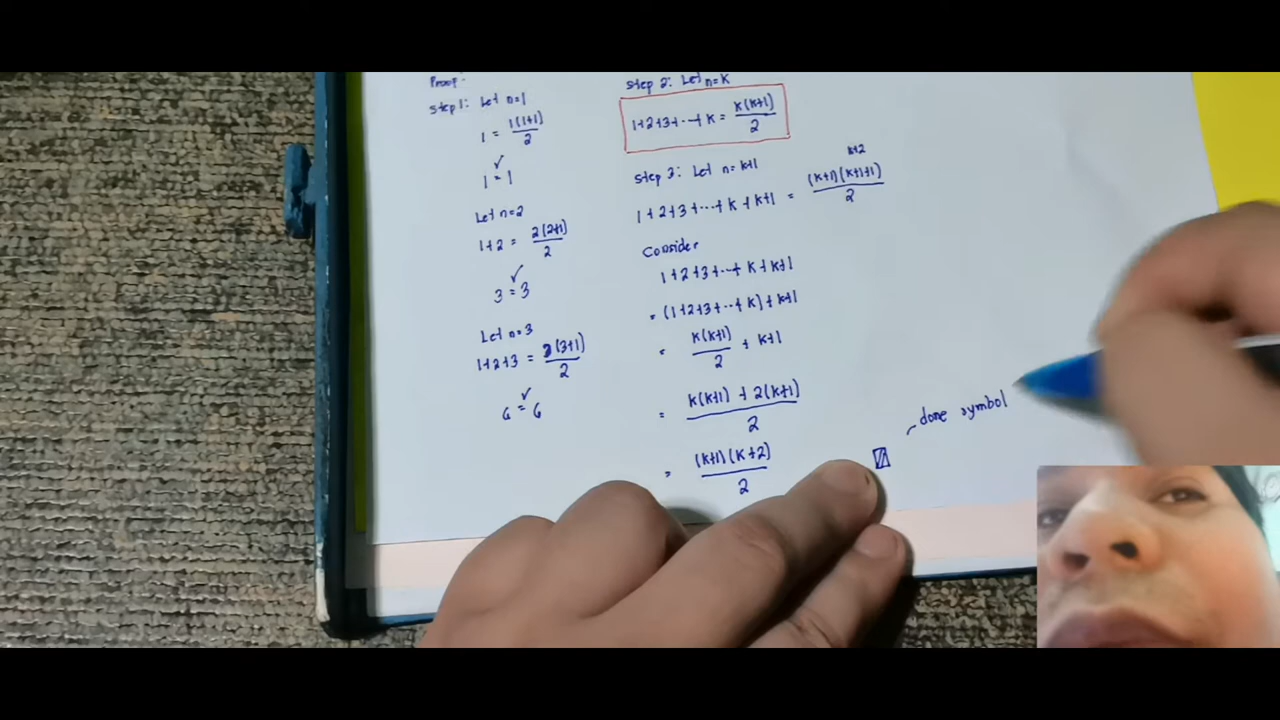 Proof:
Step 1: Let n=1
1 = 1(1+1)/2
✓
1 = 1
Let n=2
1+2 = 2(2+1)/2
✓
3 = 3
Let n=3
1+2+3 = 3(3+1)/2
✓
6 = 6
Step 2: Let n=k
1+2+3+...+k = k(k+1)/2
Step 3: Let n=k+1
k+2
1+2+3+...+k+k+1 = (k+1)(k+1+1)/2
Consider
1+2+3+...+k+k+1
= (1+2+3+...+k)+k+1
= k(k+1)/2 + k+1
= k(k+1) + 2(k+1)/2
= (k+1)(k+2)/2
done symbol